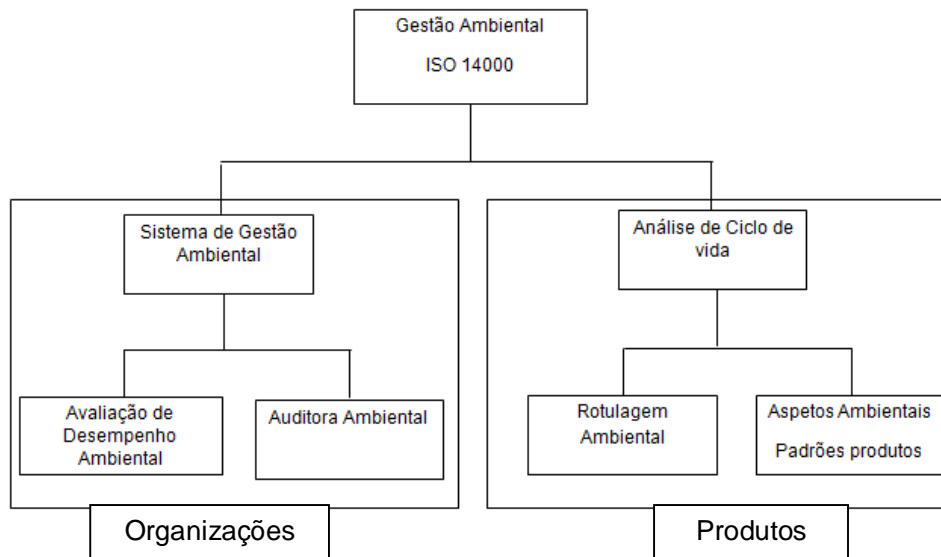 Gestão Ambiental
ISO 14000
Sistema de Gestão
Ambiental
Análise de Ciclo de
vida
Avaliação de
Desempenho
Ambiental
Auditora Ambiental
Rotulagem
Ambiental
Aspetos Ambientais
Padrões produtos
Organizações
Produtos